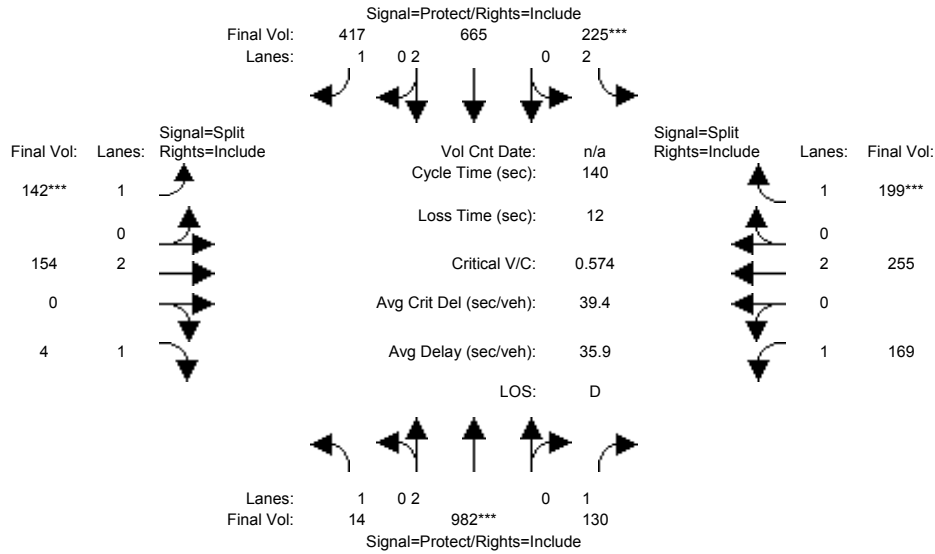 Signal=Protect/Rights=Include
Final Vol: 417 665 225***
Lanes: 1 0 2 0 2
Signal=Split Signal=Split
Final Vol: Lanes: Rights=Include Vol Cnt Date: n/a Rights=Include Lanes: Final Vol:
Cycle Time (sec): 140
142*** 1 1 199***
Loss Time (sec): 12
0 0
154 2 Critical V/C: 0.574 2 255
0 Avg Crit Del (sec/veh): 39.4 0
4 1 Avg Delay (sec/veh): 35.9 1 169
LOS: D
Lanes: 1 0 2 0 1
Final Vol: 14 982*** 130
Signal=Protect/Rights=Include